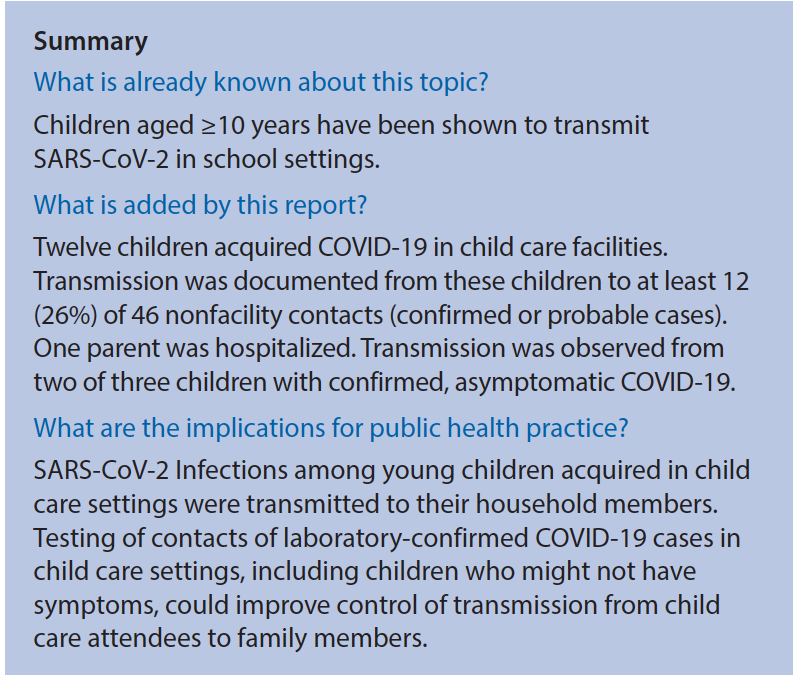 Summary
What is already known about this topic?
Children aged ≥10 years have been shown to transmit
SARS-CoV-2 in school settings.
What is added by this report?
Twelve children acquired COVID-19 in child care facilities.
Transmission was documented from these children to at least 12
(26%) of 46 nonfacility contacts (confirmed or probable cases).
One parent was hospitalized. Transmission was observed from
two of three children with confirmed, asymptomatic COVID-19.
What are the implications for public health practice?
SARS-CoV-2 Infections among young children acquired in child
care settings were transmitted to their household members.
Testing of contacts of laboratory-confirmed COVID-19 cases in
child care settings, including children who might not have
symptoms, could improve control of transmission from child
care attendees to family members.